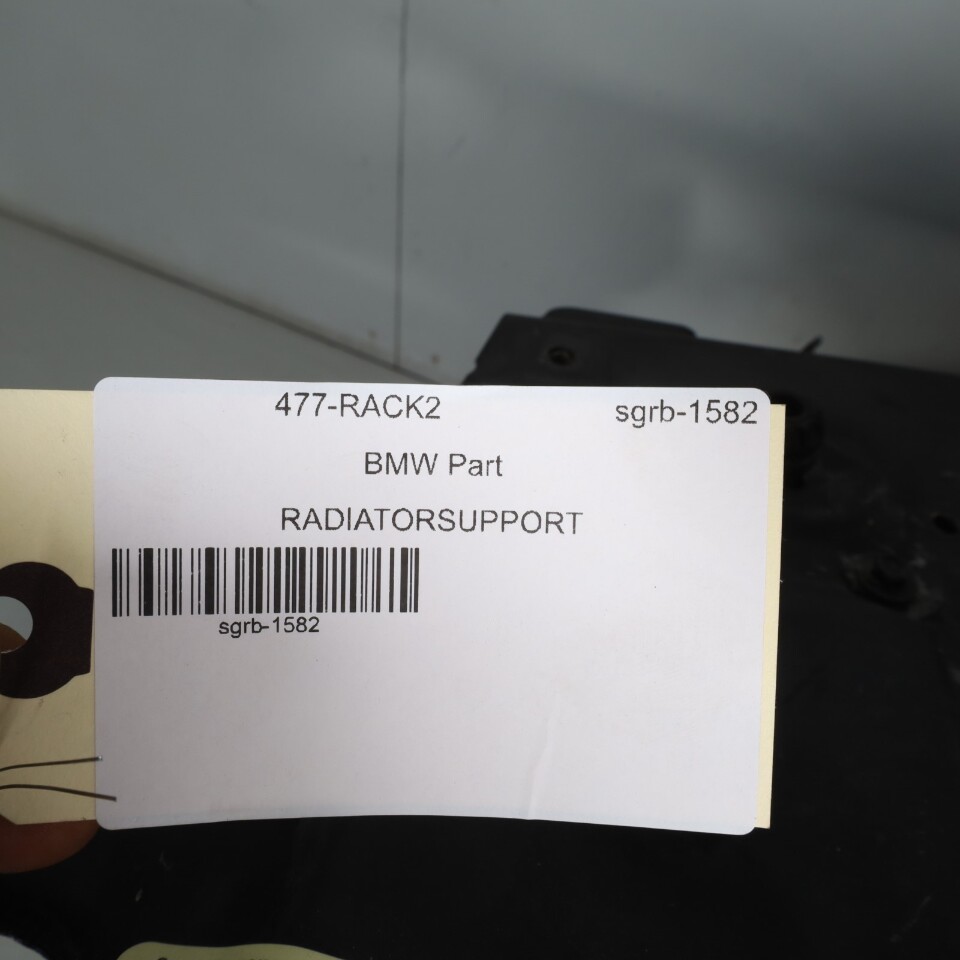 477-RACK2 sgrb-1582
BMW Part
RADIATORSUPPORT
sgrb-1582